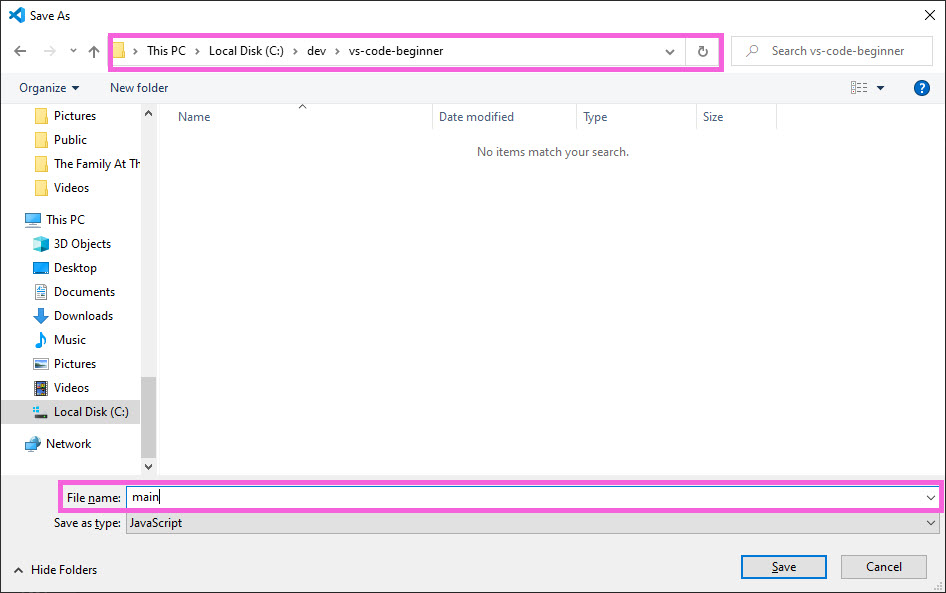 Save As
This PC > Local Disk (C:) > dev > vs-code-beginner
Search vs-code-beginner
Organize
New folder
?
Name
Date modified
Type
Size
No items match your search.
Pictures
Public
The Family At Th
Videos
This PC
3D Objects
Desktop
Documents
Downloads
Music
Pictures
Videos
Local Disk (C:)
Network
File name: main
Save as type: JavaScript
Hide Folders
Save
Cancel